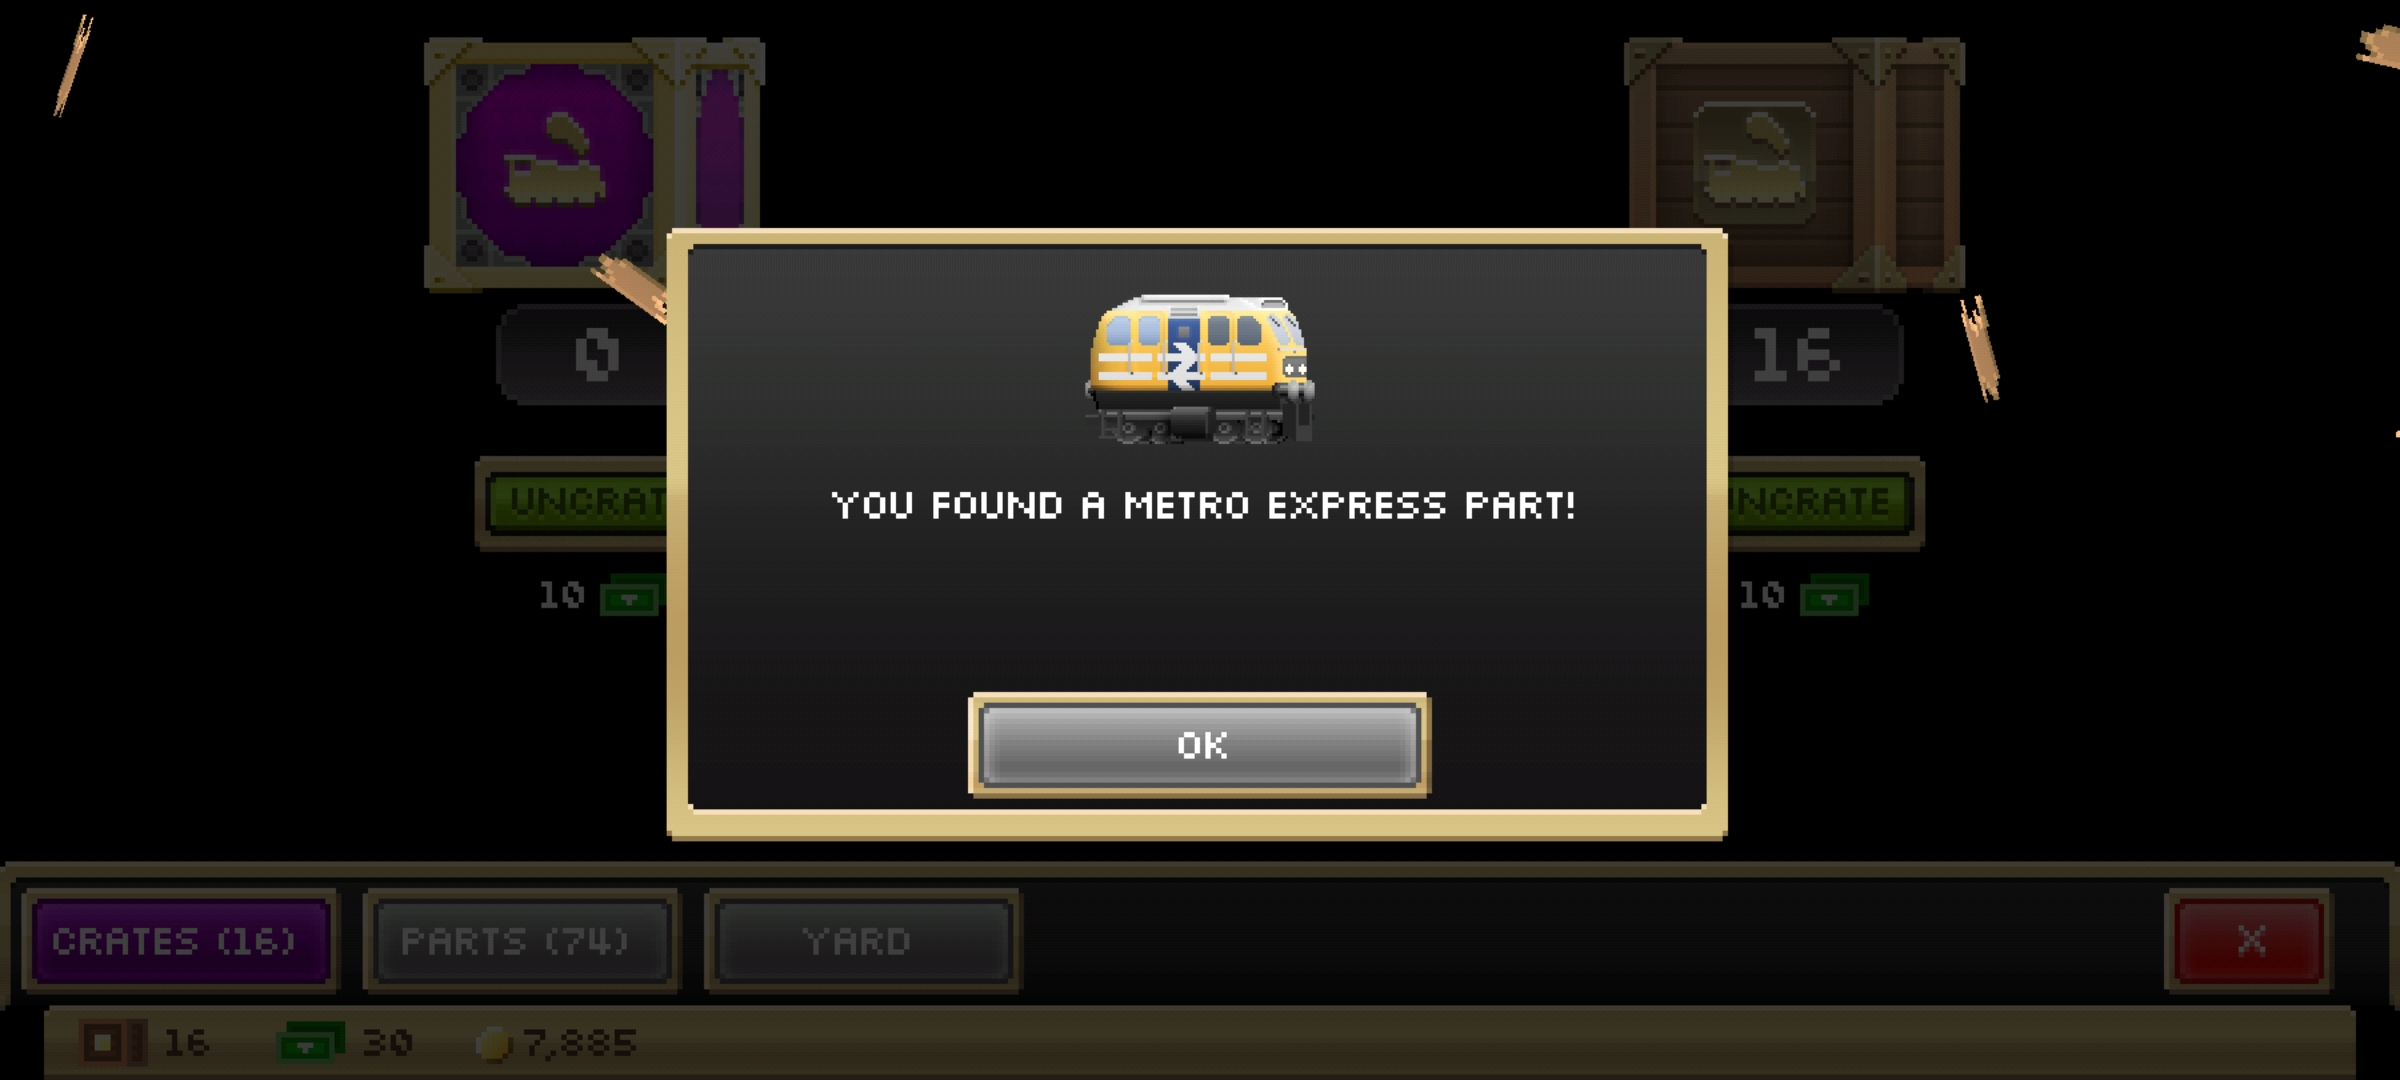 0
16
YOU FOUND A METRO EXPRESS PART!
UNCRAT
NCRATE
10
10
OK
CRATES (16)
PARTS (74)
YARD
X
16
30
7,885